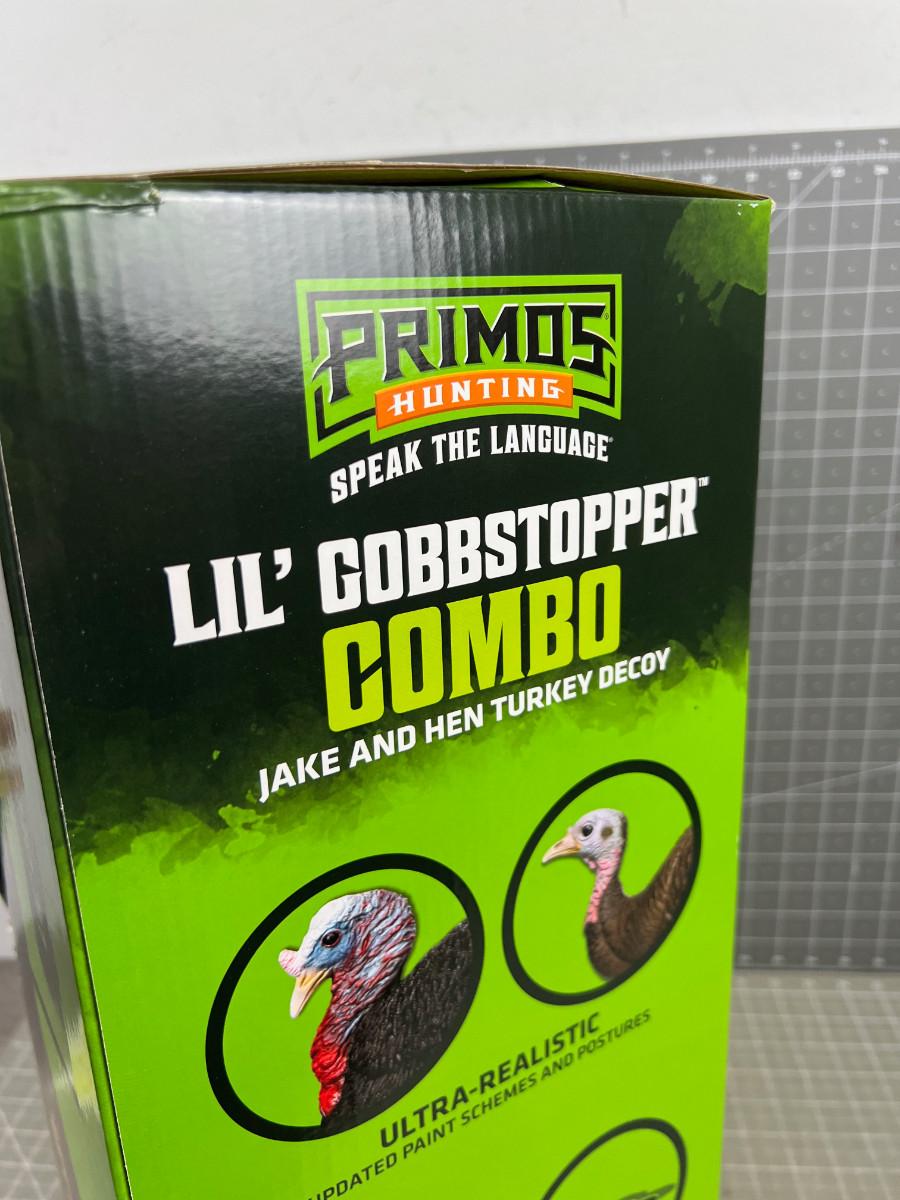 PRIMOS®
HUNTING
SPEAK THE LANGUAGE®
LIL' GOBBSTOPPER™
COMBO
JAKE AND HEN TURKEY DECOY
ULTRA-REALISTIC
UPDATED PAINT SCHEMES AND POSTURES